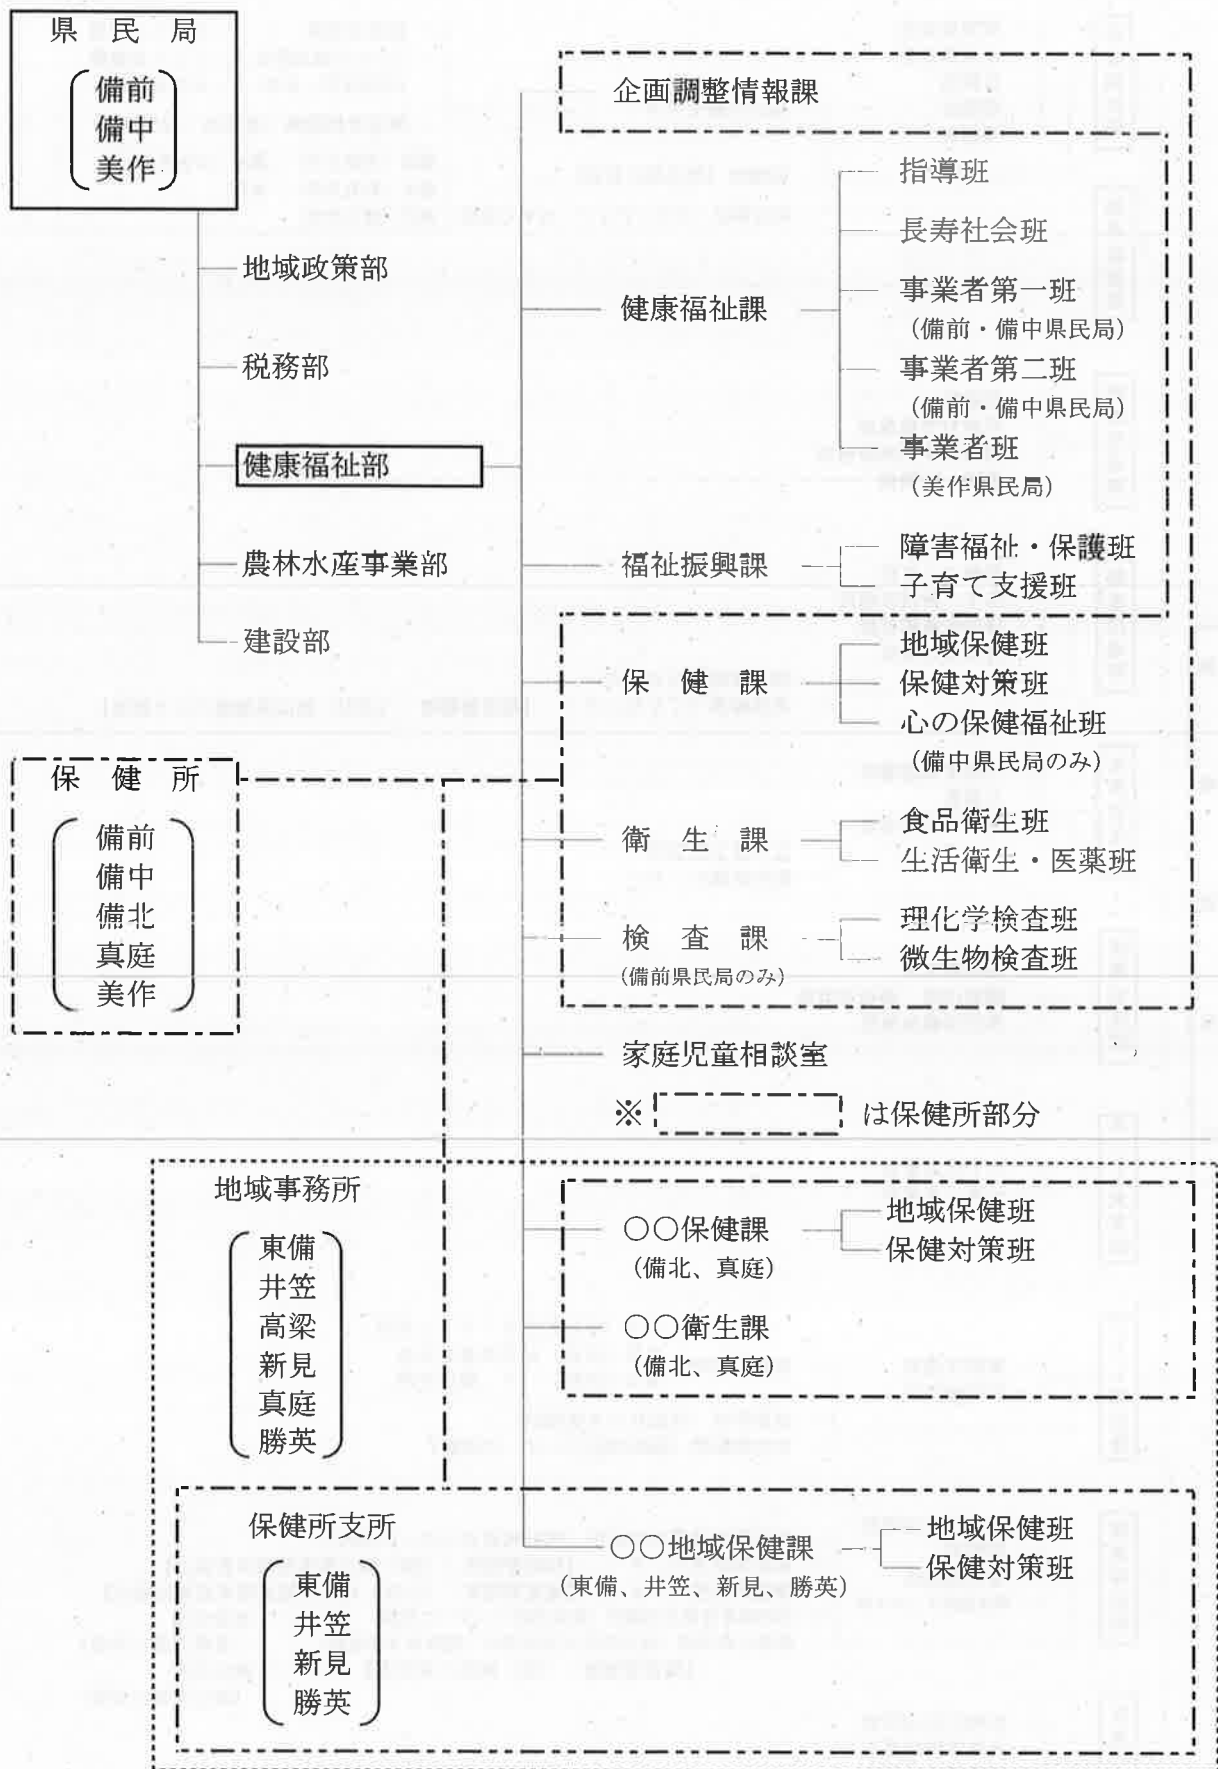 県民局
備前
備中
美作
地域政策部
税務部
健康福祉部
農林水産事業部
建設部
企画調整情報課
健康福祉課
指導班
長寿社会班
事業者第一班
(備前・備中県民局)
事業者第二班
(備前・備中県民局)
事業者班
(美作県民局)
福祉振興課
障害福祉・保護班
子育て支援班
保健課
地域保健班
保健対策班
心の保健福祉班
(備中県民局のみ)
衛生課
食品衛生班
生活衛生・医薬班
検査課
(備前県民局のみ)
理化学検査班
微生物検査班
家庭児童相談室
※ は保健所部分
保健所
備前
備中
備北
真庭
美作
地域事務所
東備
井笠
高梁
新見
真庭
勝英
○○保健課
(備北、真庭)
地域保健班
保健対策班
○○衛生課
(備北、真庭)
保健所支所
東備
井笠
新見
勝英
○○地域保健課
(東備、井笠、新見、勝英)
地域保健班
保健対策班